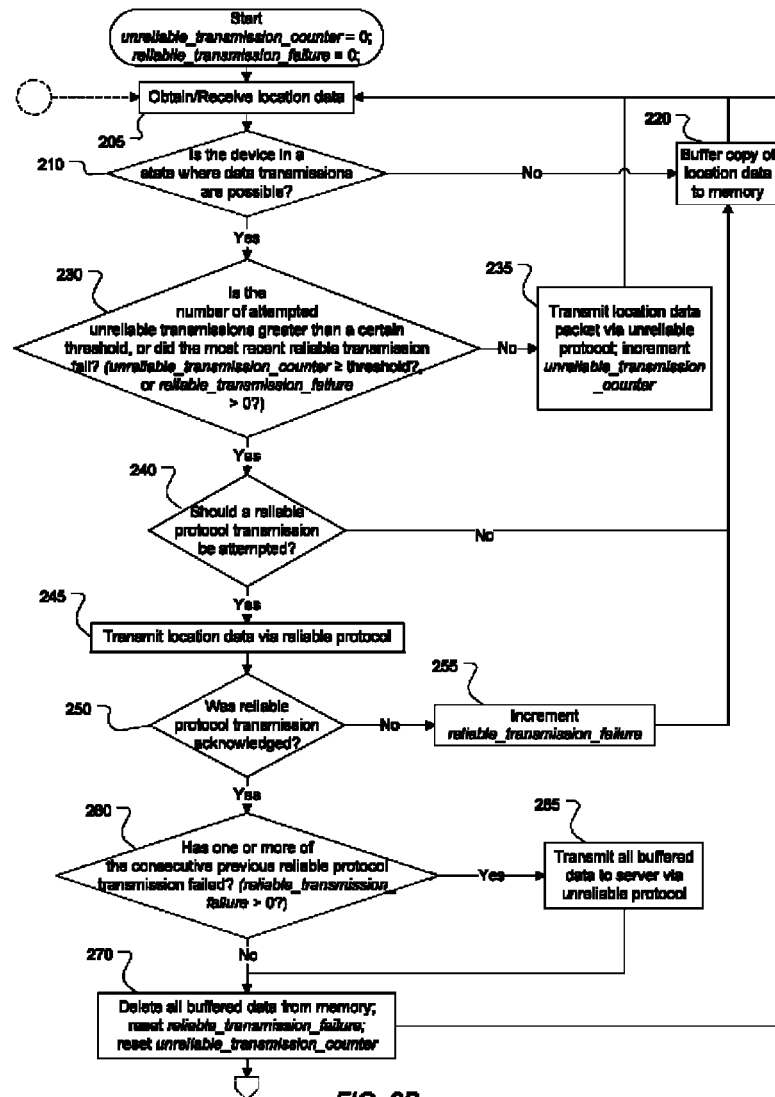 Start
unreliable_transmission_counter = 0;
reliable_transmission_failure = 0;
Obtain/Receive location data
205
210
Is the device in a
state where data transmissions
are possible?
No
220
Buffer copy of
location data
to memory
Yes
230
Is the
number of attempted
unreliable transmissions greater than a certain
threshold, or did the most recent reliable transmission
fail? (unreliable_transmission_counter ≥ threshold?,
or reliable_transmission_failure
> 0?)
No
235
Transmit location data
packet via unreliable
protocol; increment
unreliable_transmission
_counter
Yes
240
Should a reliable
protocol transmission
be attempted?
No
Yes
245
Transmit location data via reliable protocol
250
Was reliable
protocol transmission
acknowledged?
No
255
Increment
reliable_transmission_failure
Yes
260
Has one or more of
the consecutive previous reliable protocol
transmission failed? (reliable_transmission_
failure > 0?)
Yes
265
Transmit all buffered
data to server via
unreliable protocol
No
270
Delete all buffered data from memory;
reset reliable_transmission_failure;
reset unreliable_transmission_counter